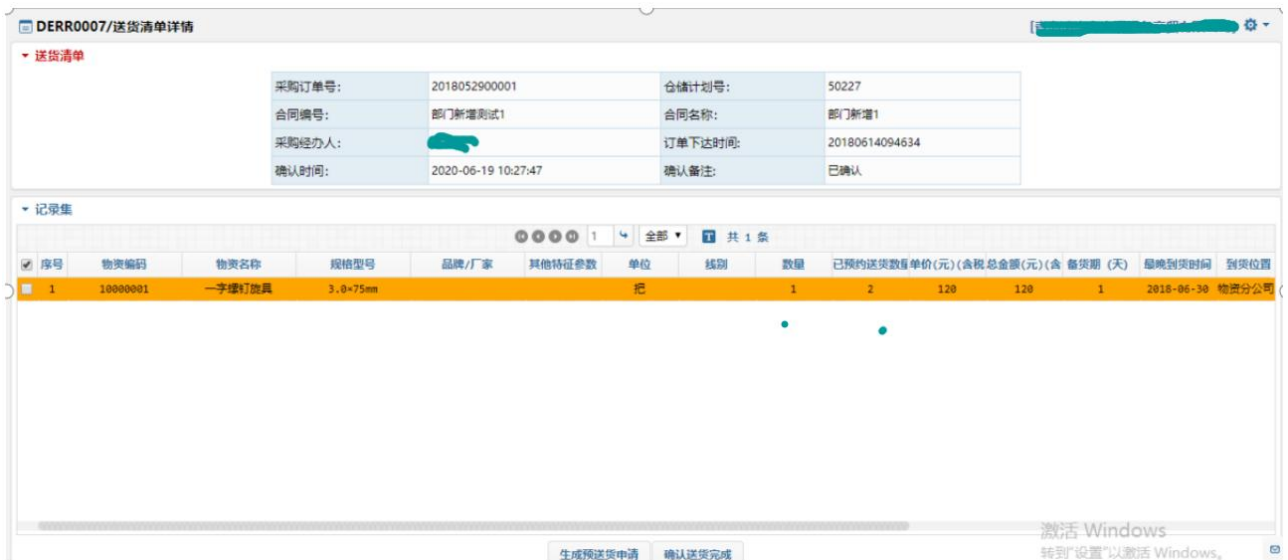 DERR0007/送货清单详情
送货清单
采购订单号: 2018052900001 仓储计划号: 50227
合同编号: 部门新增测试1 合同名称: 部门新增1
采购经办人: 订单下达时间: 20180614094634
确认时间: 2020-06-19 10:27:47 确认备注: 已确认
记录集
1 全部 共 1 条
序号 物资编码 物资名称 规格型号 品牌/厂家 其他特征参数 单位 线别 数量 已预约送货数量 单价(元)(含税 总金额(元)(含 备货期 (天) 最晚到货时间 到货位置
1 10000001 一字螺钉旋具 3.0×75mm 把 1 2 120 120 1 2018-06-30 物资分公司
生成预送货申请 确认送货完成
激活 Windows
转到"设置"以激活 Windows。